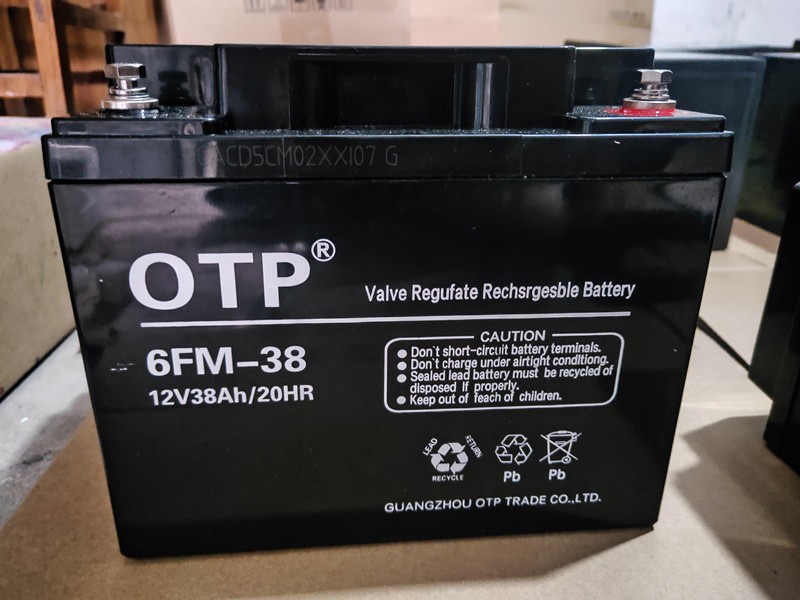 CACD5CM02XXI07 G
OTP®
Valve Regufate Rechsrgesble Battery
6FM-38
12V38Ah/20HR
CAUTION
● Don't short-circuit battery terminals.
● Don't charge under airtight conditiong.
● Sealed lead battery must be recycled of
disposed If properly.
● Keep out of feach of children.
LEAD RETURN
RECYCLE
Pb
Pb
GUANGZHOU OTP TRADE CO.,LTD.